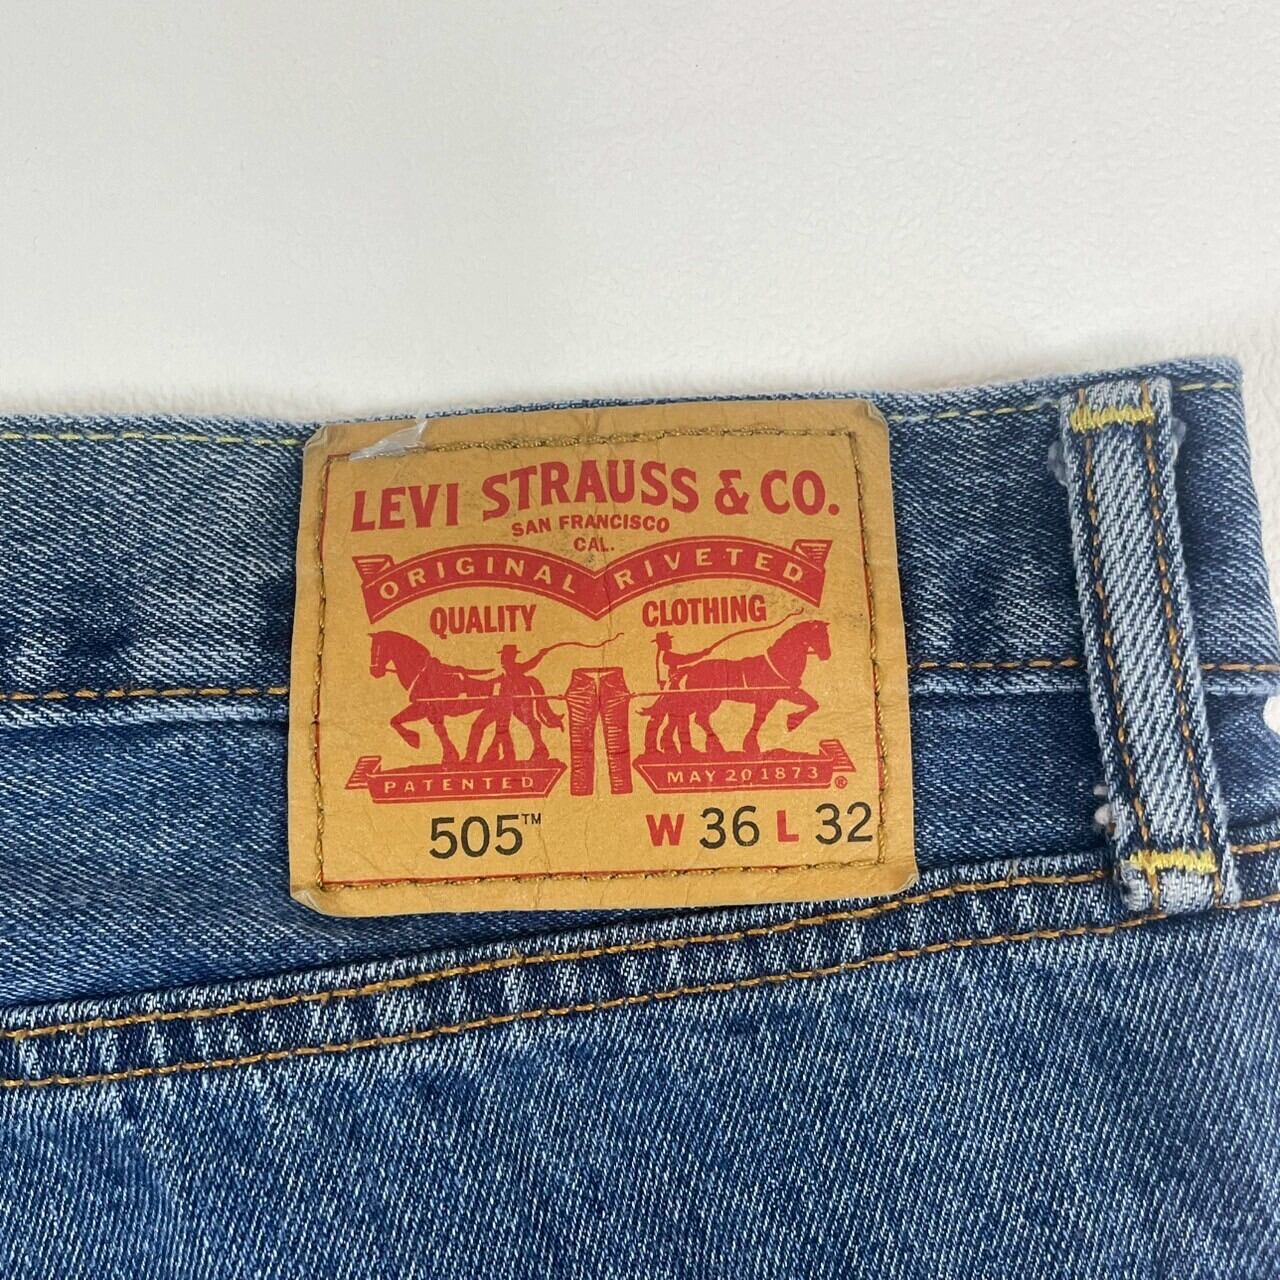 LEVI STRAUSS & CO.
SAN FRANCISCO
CAL.
ORIGINAL RIVETED
QUALITY CLOTHING
PATENTED MAY 20 1873 ®
505™ W 36 L 32